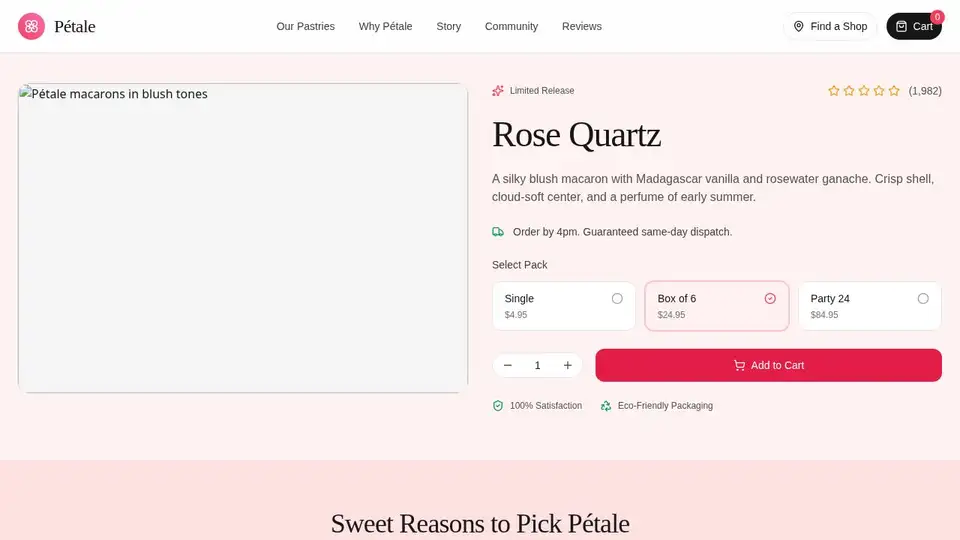 Pétale
Our Pastries
Why Pétale
Story
Community
Reviews
Find a Shop
Cart
0
Pétale macarons in blush tones
Limited Release
(1,982)
Rose Quartz
A silky blush macaron with Madagascar vanilla and rosewater ganache. Crisp shell,
cloud-soft center, and a perfume of early summer.
Order by 4pm. Guaranteed same-day dispatch.
Select Pack
Single
$4.95
Box of 6
$24.95
Party 24
$84.95
1
Add to Cart
100% Satisfaction
Eco-Friendly Packaging
Sweet Reasons to Pick Pétale